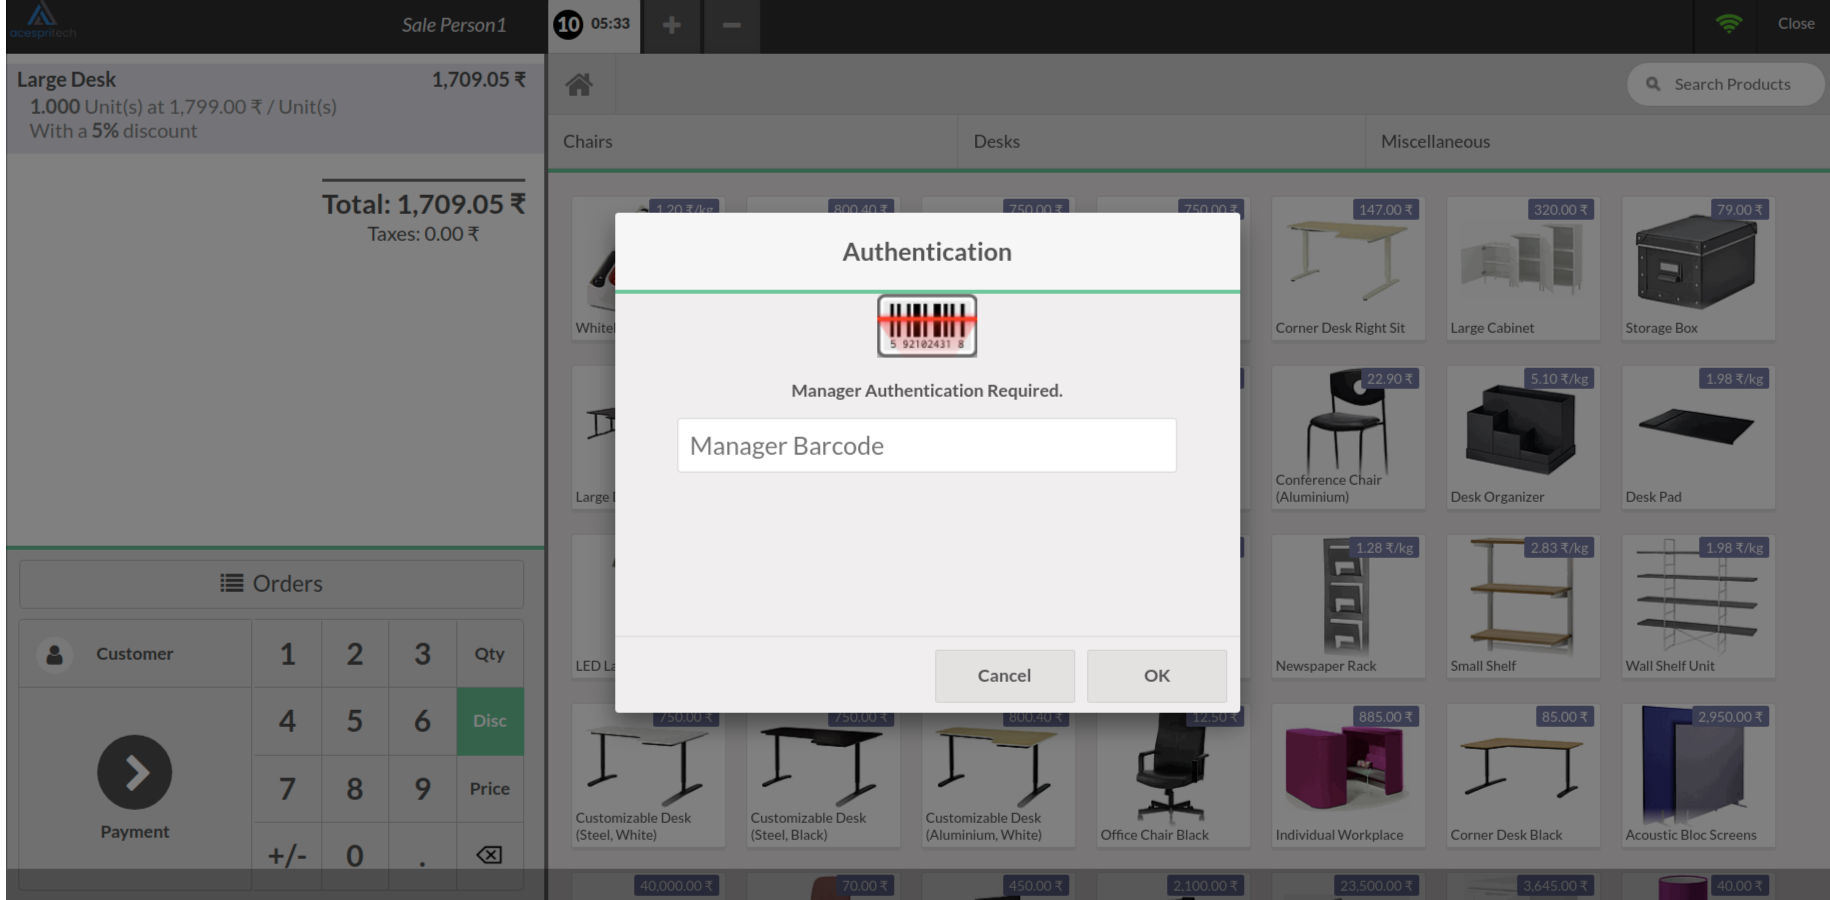 acespritech
Sale Person1
10 05:33
Close
Large Desk 1,709.05 ₹
1.000 Unit(s) at 1,799.00 ₹ / Unit(s)
With a 5% discount
Total: 1,709.05 ₹
Taxes: 0.00 ₹
Orders
Customer
Payment
1 2 3 Qty
4 5 6 Disc
7 8 9 Price
+/- 0 .
Search Products
Chairs Desks Miscellaneous
1.20 ₹/kg 800.40 ₹ 750.00 ₹ 750.00 ₹ 147.00 ₹ 320.00 ₹ 79.00 ₹
Corner Desk Right Sit Large Cabinet Storage Box
Authentication
5 92102431 8
Manager Authentication Required.
Manager Barcode
Cancel OK
22.90 ₹ 5.10 ₹/kg 1.98 ₹/kg
Large
Conference Chair
(Aluminium) Desk Organizer Desk Pad
1.28 ₹/kg 2.83 ₹/kg 1.98 ₹/kg
LED Newspaper Rack Small Shelf Wall Shelf Unit
750.00 ₹ 750.00 ₹ 800.40 ₹ 12.50 ₹ 885.00 ₹ 85.00 ₹ 2,950.00 ₹
Customizable Desk Customizable Desk Customizable Desk
(Steel, White) (Steel, Black) (Aluminium, White) Office Chair Black Individual Workplace Corner Desk Black Acoustic Bloc Screens
40,000.00 ₹ 70.00 ₹ 450.00 ₹ 2,100.00 ₹ 23,500.00 ₹ 3,645.00 ₹ 40.00 ₹